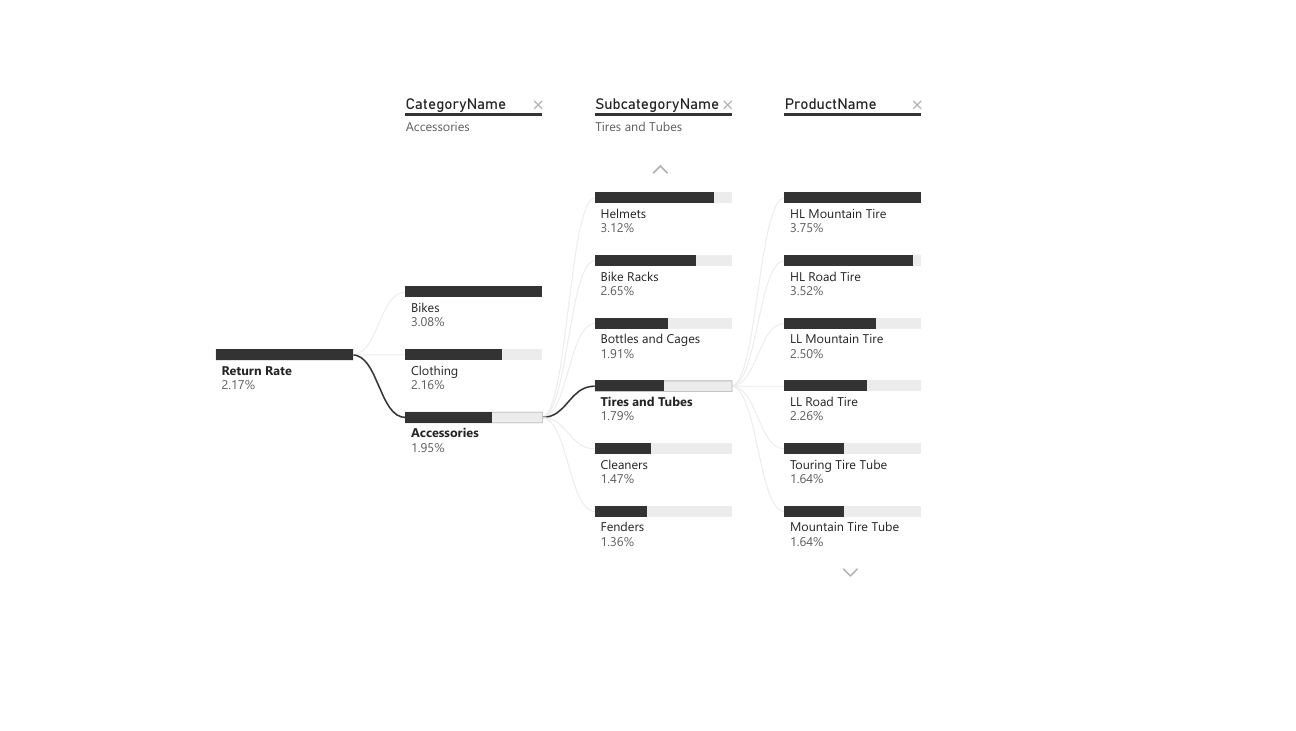 CategoryName
Accessories
SubcategoryName
Tires and Tubes
ProductName
Return Rate
2.17%
Bikes
3.08%
Clothing
2.16%
Accessories
1.95%
Helmets
3.12%
Bike Racks
2.65%
Bottles and Cages
1.91%
Tires and Tubes
1.79%
Cleaners
1.47%
Fenders
1.36%
HL Mountain Tire
3.75%
HL Road Tire
3.52%
LL Mountain Tire
2.50%
LL Road Tire
2.26%
Touring Tire Tube
1.64%
Mountain Tire Tube
1.64%